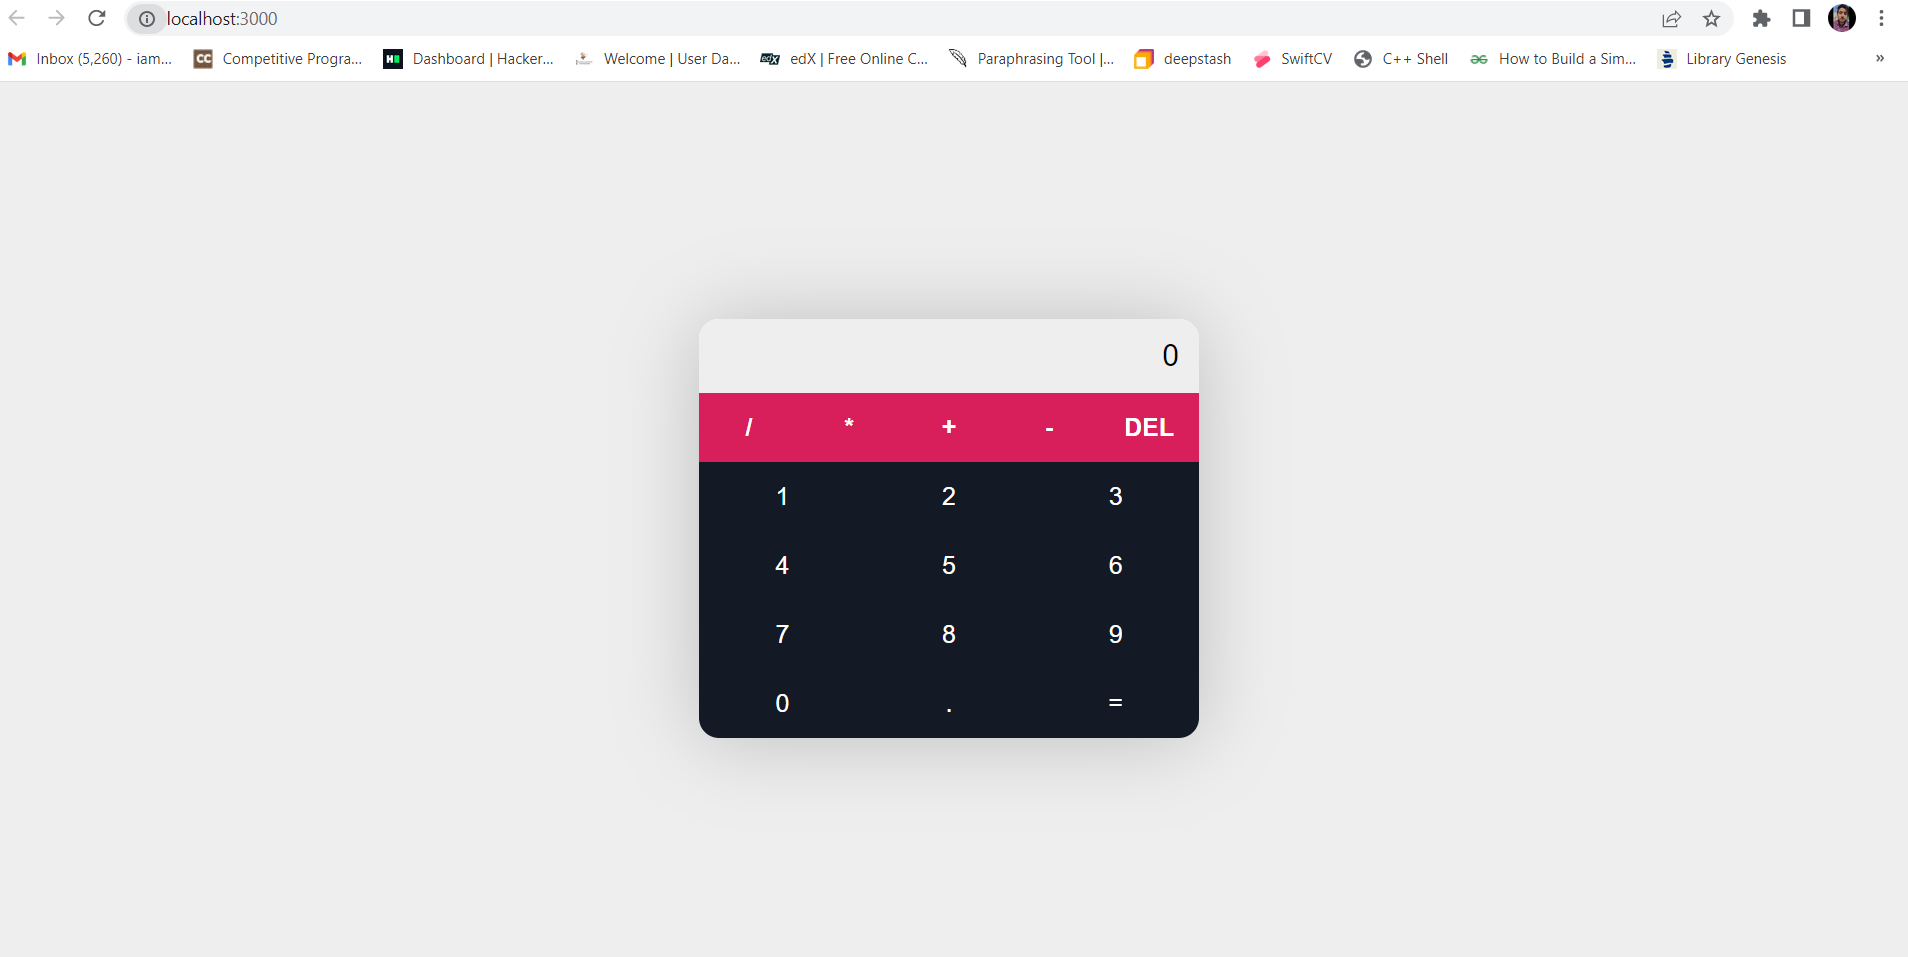 localhost:3000
Inbox (5,260) - iam... CC Competitive Progra... H Dashboard | Hacker... Welcome | User Da... edX edX | Free Online C... Paraphrasing Tool |... deepstash SwiftCV C++ Shell How to Build a Sim... Library Genesis »
0
/ * + - DEL
1 2 3
4 5 6
7 8 9
0 . =